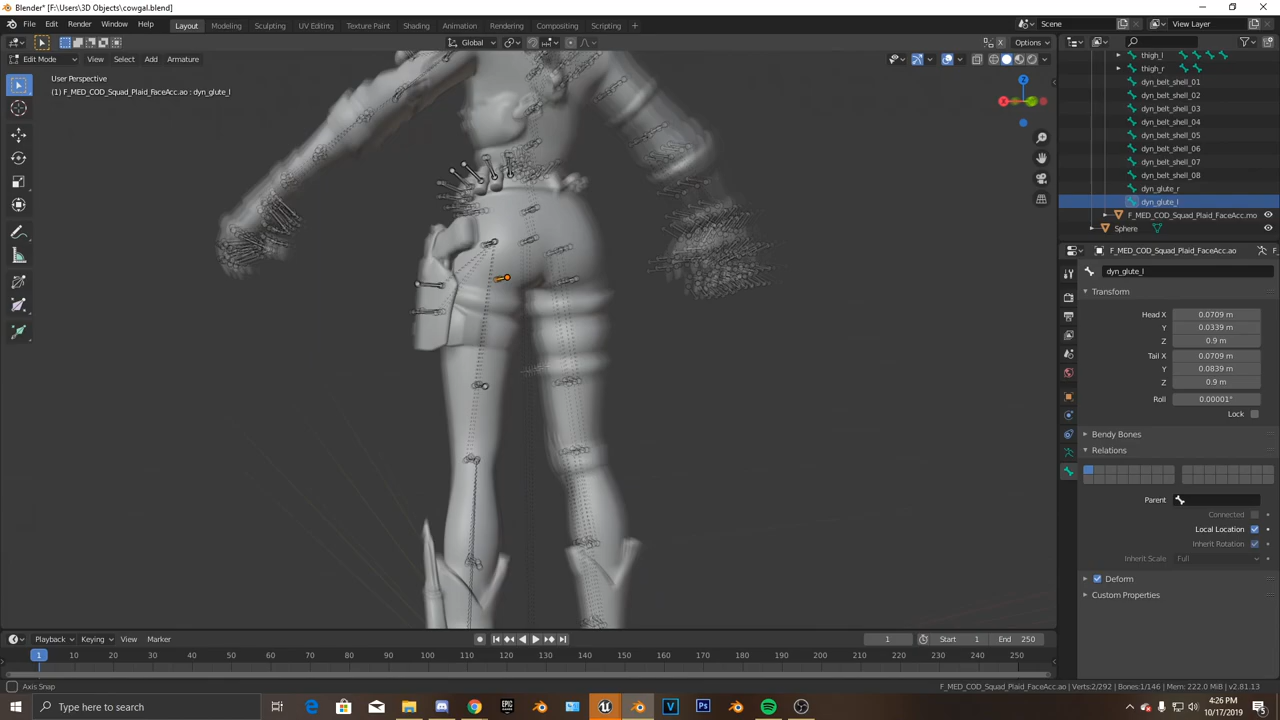 Blender* [F:\Users\3D Objects\cowgal.blend]
File Edit Render Window Help Layout Modeling Sculpting UV Editing Texture Paint Shading Animation Rendering Compositing Scripting + Scene View Layer
Global Options
Edit Mode View Select Add Armature
User Perspective
(1) F_MED_COD_Squad_Plaid_FaceAcc.ao : dyn_glute_l
X
Y
Z
thigh_l
thigh_r
dyn_belt_shell_01
dyn_belt_shell_02
dyn_belt_shell_03
dyn_belt_shell_04
dyn_belt_shell_05
dyn_belt_shell_06
dyn_belt_shell_07
dyn_belt_shell_08
dyn_glute_r
dyn_glute_l
F_MED_COD_Squad_Plaid_FaceAcc.mo
Sphere
F_MED_COD_Squad_Plaid_FaceAcc.ao
dyn_glute_l
Transform
Head X 0.0709 m
Y 0.0339 m
Z 0.9 m
Tail X 0.0709 m
Y 0.0839 m
Z 0.9 m
Roll 0.00001°
Lock
Bendy Bones
Relations
Parent
Connected
Local Location
Inherit Rotation
Inherit Scale Full
Deform
Custom Properties
Playback Keying View Marker 1 Start 1 End 250
1 10 20 30 40 50 60 70 80 90 100 110 120 130 140 150 160 170 180 190 200 210 220 230 240 250
Axis Snap F_MED_COD_Squad_Plaid_FaceAcc.ao | Verts:2/292 | Bones:1/146 | Mem: 222.0 MiB | v2.81.13
Type here to search
4:26 PM
10/17/2019